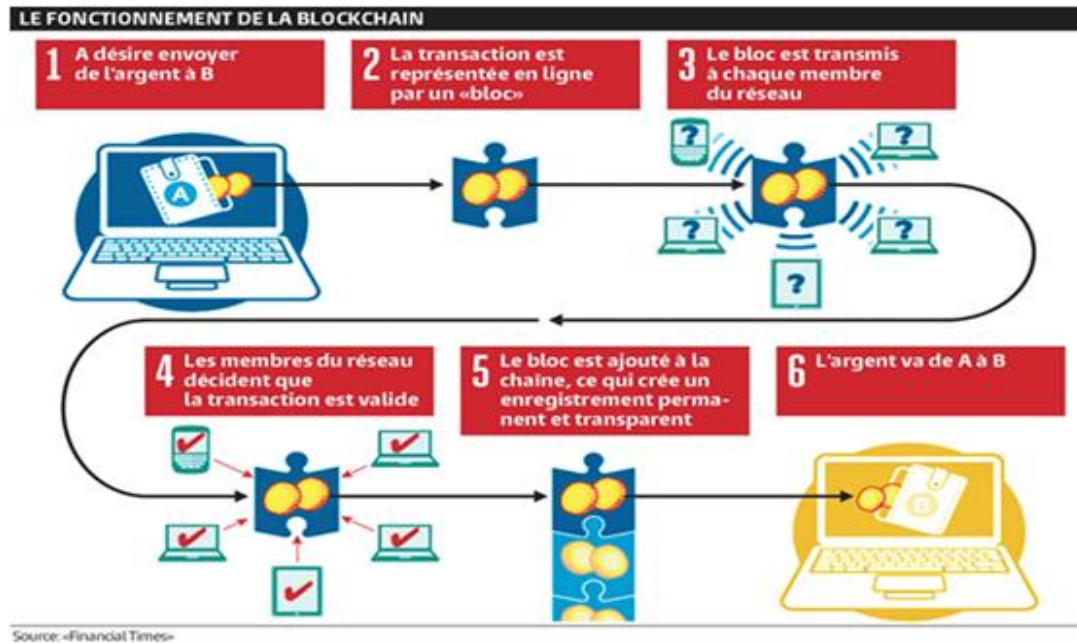 LE FONCTIONNEMENT DE LA BLOCKCHAIN
1 A désire envoyer
de l'argent à B
2 La transaction est
représentée en ligne
par un «bloc»
3 Le bloc est transmis
à chaque membre
du réseau
A
?
?
?
?
?
4 Les membres du réseau
décident que
la transaction est valide
5 Le bloc est ajouté à la
chaîne, ce qui crée un
enregistrement perma-
nent et transparent
6 L'argent va de A à B
B
Source: «Financial Times»